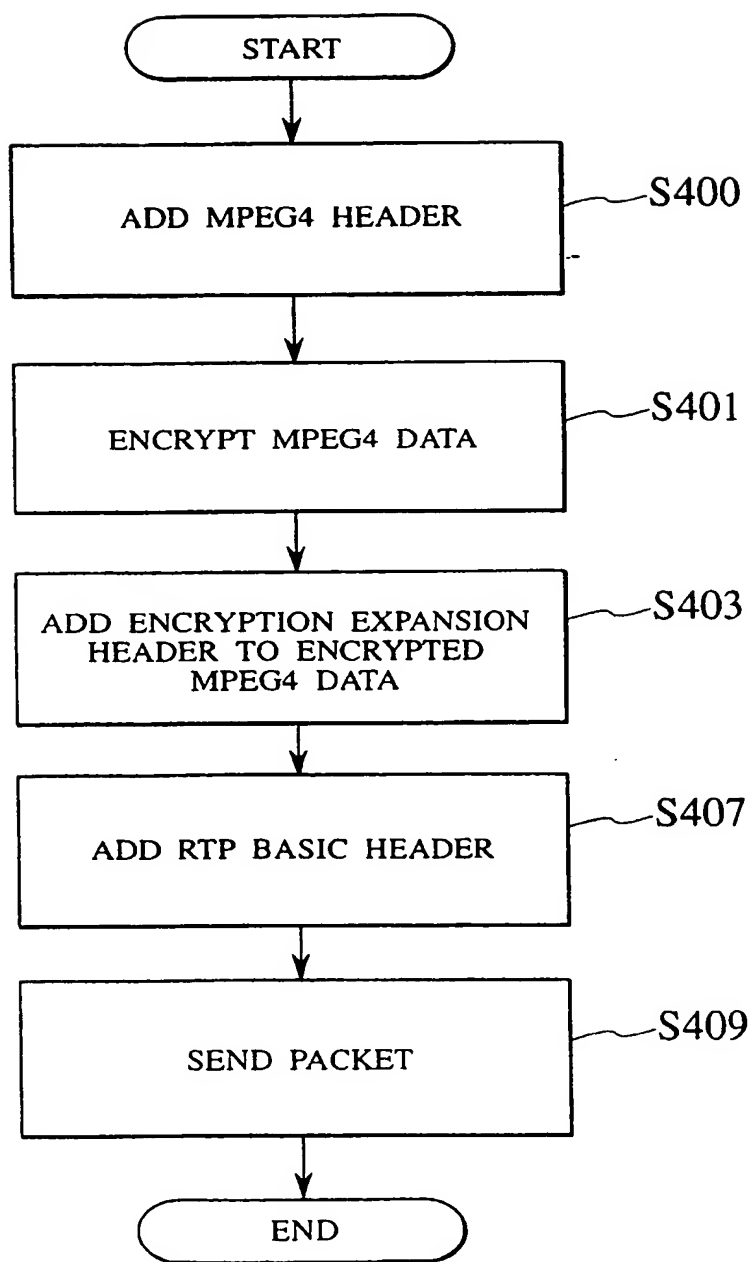 START
ADD MPEG4 HEADER
S400
ENCRYPT MPEG4 DATA
S401
ADD ENCRYPTION EXPANSION
HEADER TO ENCRYPTED
MPEG4 DATA
S403
ADD RTP BASIC HEADER
S407
SEND PACKET
S409
END